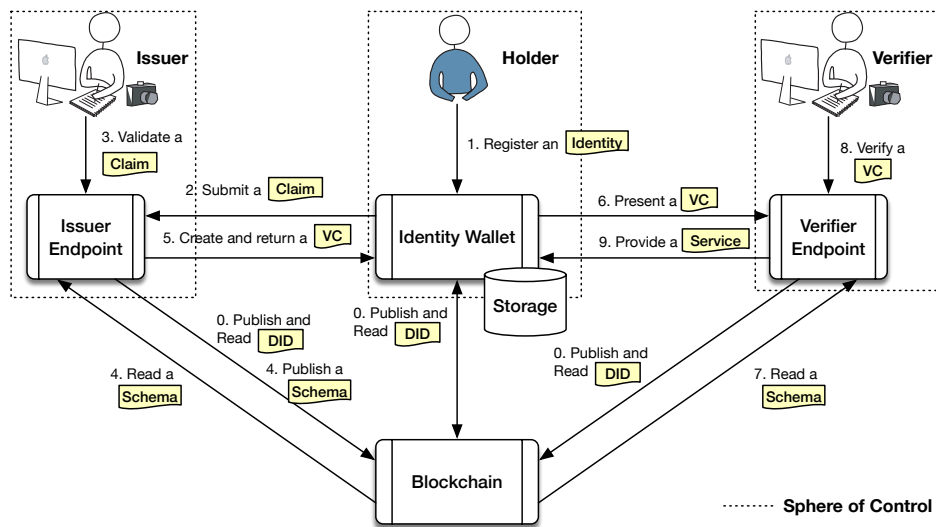 Issuer
Holder
Verifier
3. Validate a
Claim
1. Register an Identity
8. Verify a
VC
2. Submit a Claim
6. Present a VC
Issuer
Endpoint
Identity Wallet
Verifier
Endpoint
5. Create and return a VC
9. Provide a Service
Storage
0. Publish and
Read DID
0. Publish and
Read DID
0. Publish and
Read DID
4. Read a
Schema
4. Publish a
Schema
7. Read a
Schema
Blockchain
Sphere of Control